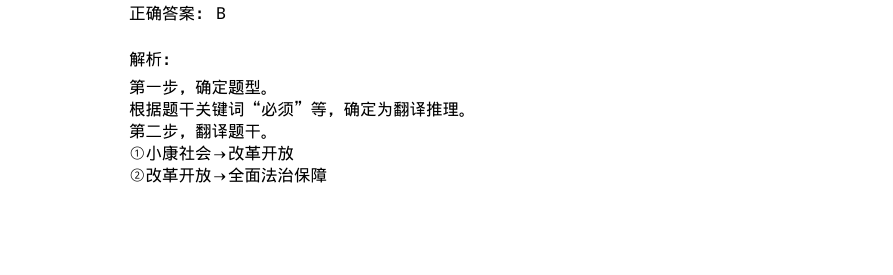 正确答案： B
解析：
第一步，确定题型。
根据题干关键词“必须”等，确定为翻译推理。
第二步，翻译题干。
①小康社会→改革开放
②改革开放→全面法治保障